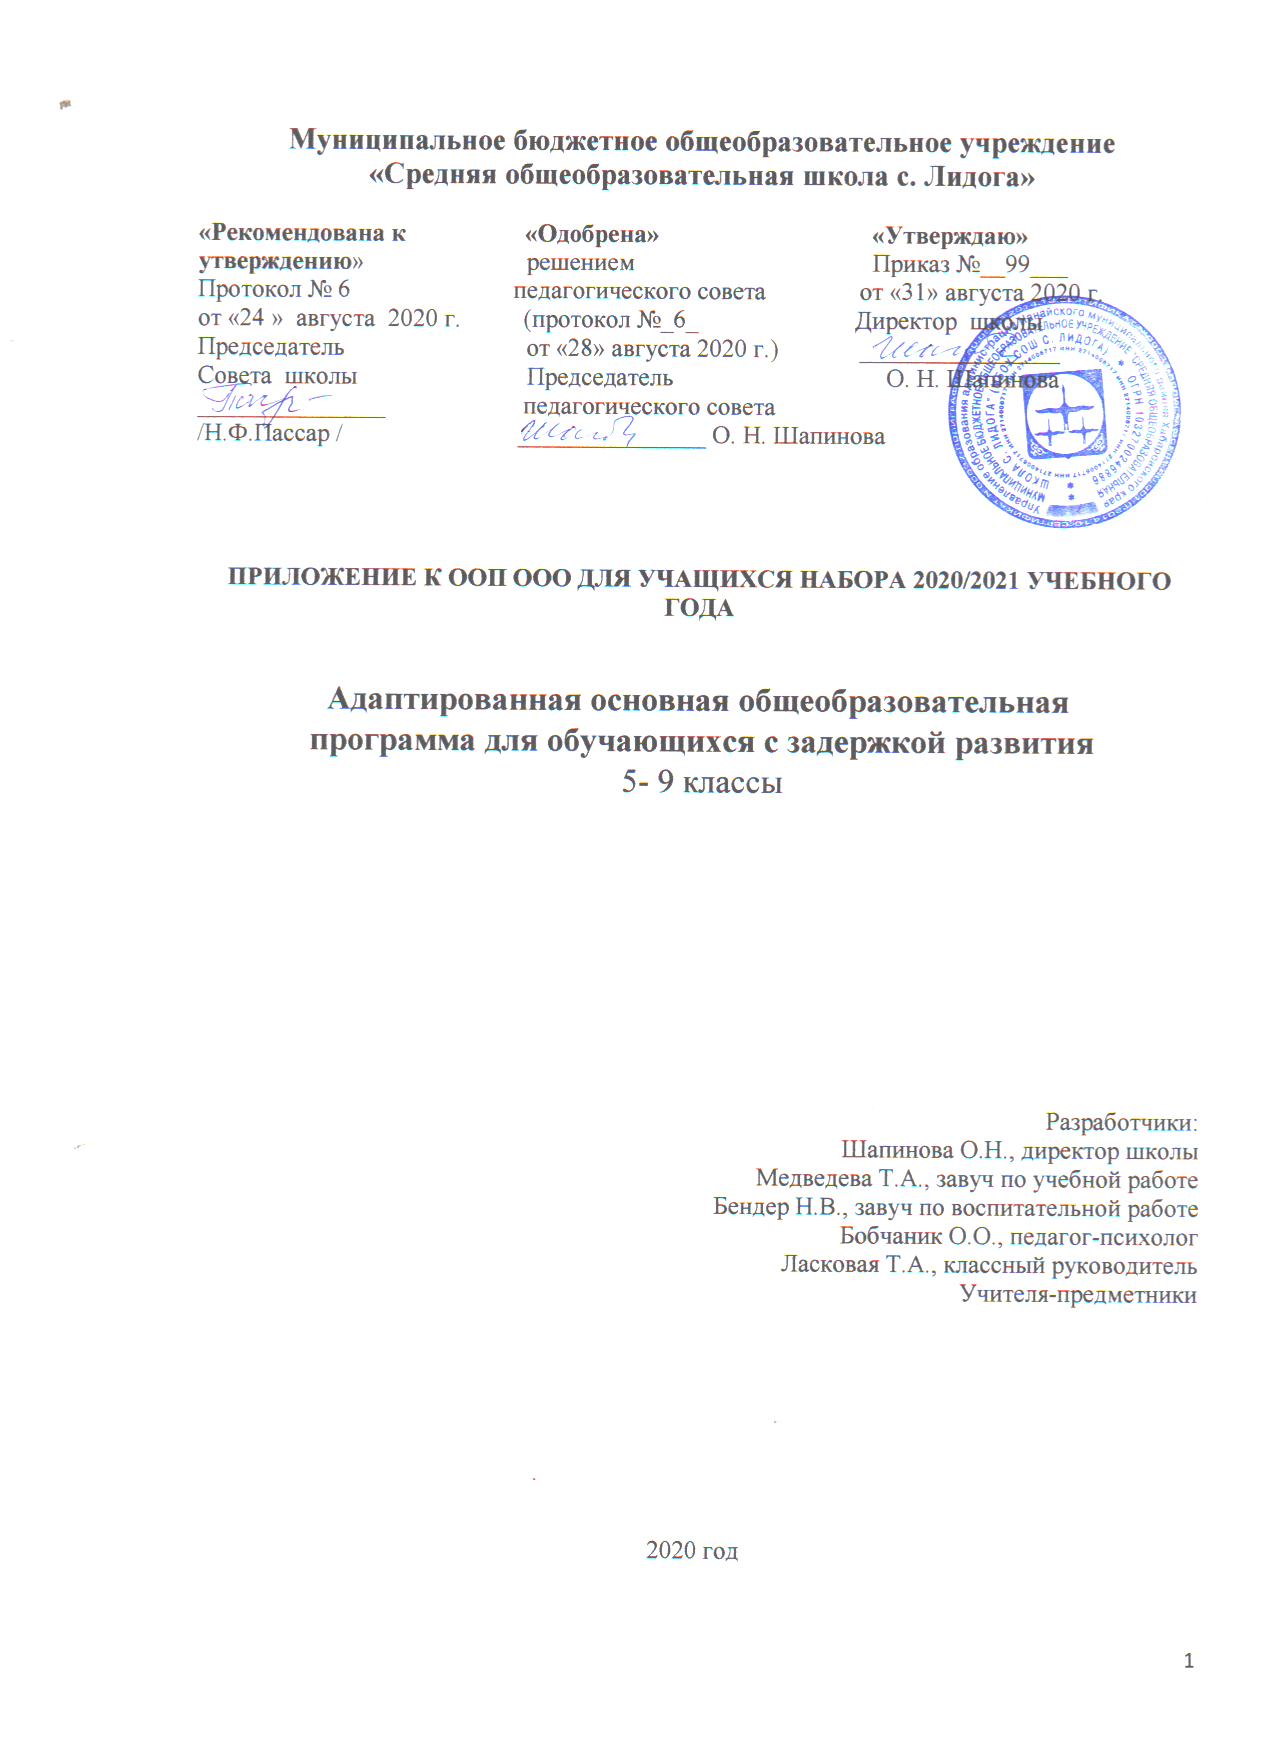 Муниципальное бюджетное общеобразовательное учреждение
«Средняя общеобразовательная школа с. Лидога»
«Рекомендована к
утверждению»
Протокол № 6
от «24 »  августа  2020 г.
Председатель
Совета  школы
/Н.Ф.Пассар /
«Одобрена»
решением
педагогического совета
(протокол №_6_
от «28» августа 2020 г.)
Председатель
педагогического совета
О. Н. Шапинова
«Утверждаю»
Приказ №__99___
от «31» августа 2020 г.
Директор  школы
О. Н. Шапинова
ПРИЛОЖЕНИЕ К ООП ООО ДЛЯ УЧАЩИХСЯ НАБОРА 2020/2021 УЧЕБНОГО
ГОДА
Адаптированная основная общеобразовательная
программа для обучающихся с задержкой развития
5- 9 классы
Разработчики:
Шапинова О.Н., директор школы
Медведева Т.А., завуч по учебной работе
Бендер Н.В., завуч по воспитательной работе
Бобчаник О.О., педагог-психолог
Ласковая Т.А., классный руководитель
Учителя-предметники
2020 год
1